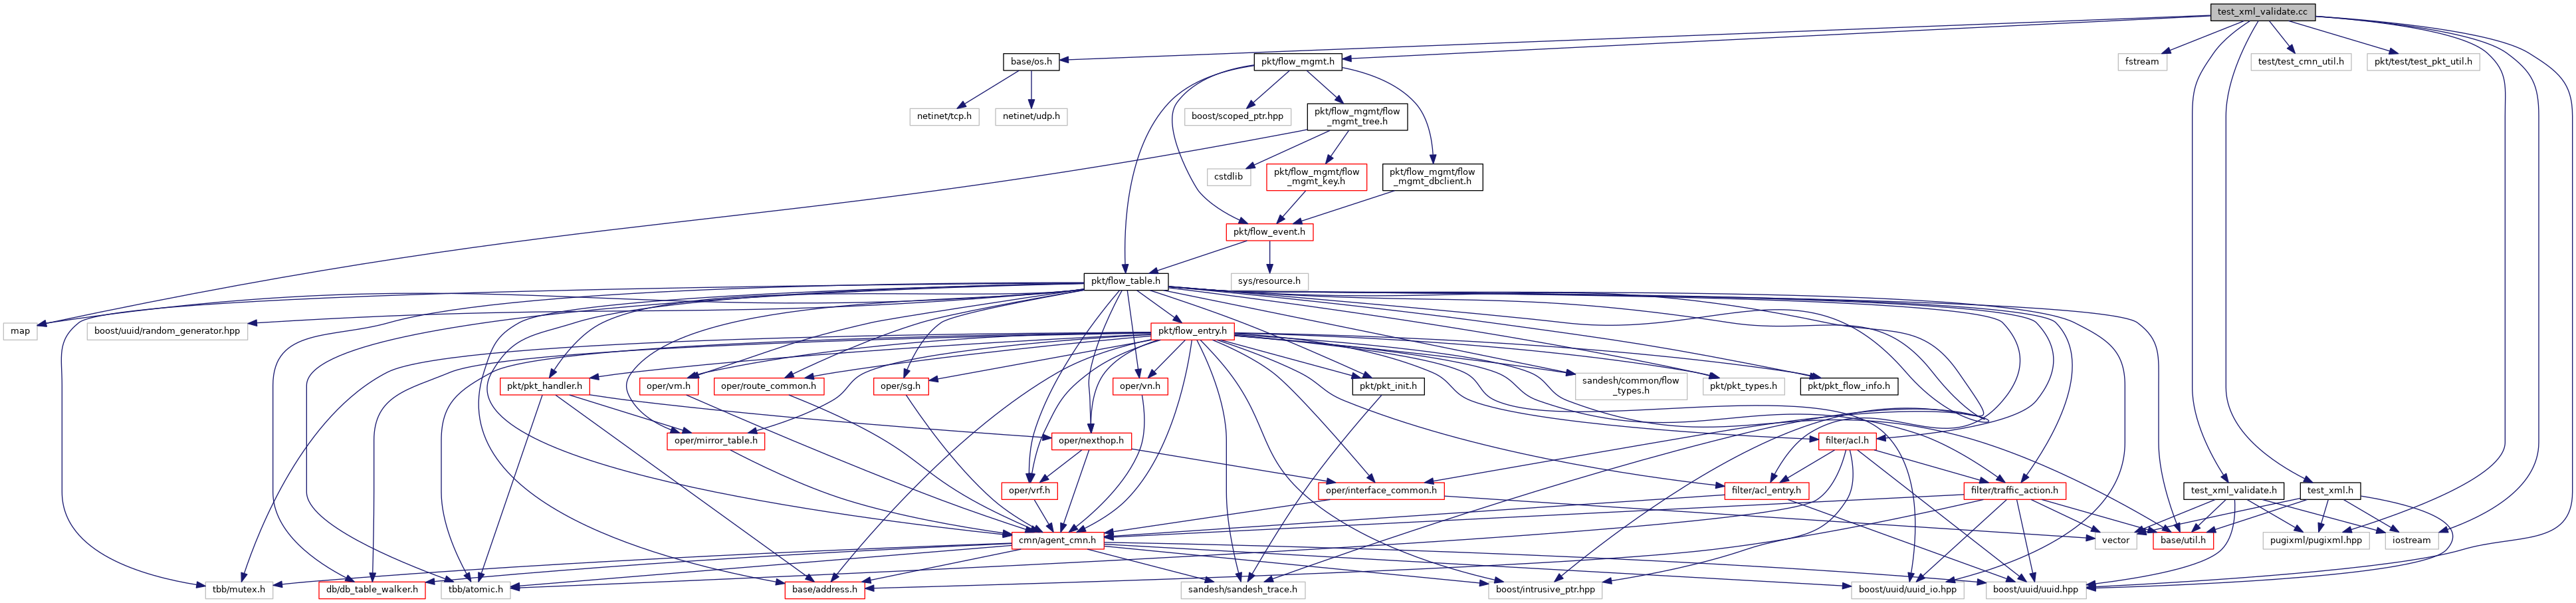 test_xml_validate.cc
base/os.h
pkt/flow_mgmt.h
fstream
test/test_cmn_util.h
pkt/test/test_pkt_util.h
netinet/tcp.h
netinet/udp.h
boost/scoped_ptr.hpp
pkt/flow_mgmt/flow
_mgmt_tree.h
cstdlib
pkt/flow_mgmt/flow
_mgmt_key.h
pkt/flow_mgmt/flow
_mgmt_dbclient.h
pkt/flow_event.h
pkt/flow_table.h
sys/resource.h
map
boost/uuid/random_generator.hpp
pkt/flow_entry.h
pkt/pkt_handler.h
oper/vm.h
oper/route_common.h
oper/sg.h
oper/vn.h
pkt/pkt_init.h
sandesh/common/flow
_types.h
pkt/pkt_types.h
pkt/pkt_flow_info.h
oper/mirror_table.h
oper/nexthop.h
filter/acl.h
oper/vrf.h
oper/interface_common.h
filter/acl_entry.h
filter/traffic_action.h
test_xml_validate.h
test_xml.h
cmn/agent_cmn.h
vector
base/util.h
pugixml/pugixml.hpp
iostream
tbb/mutex.h
db/db_table_walker.h
tbb/atomic.h
base/address.h
sandesh/sandesh_trace.h
boost/intrusive_ptr.hpp
boost/uuid/uuid_io.hpp
boost/uuid/uuid.hpp